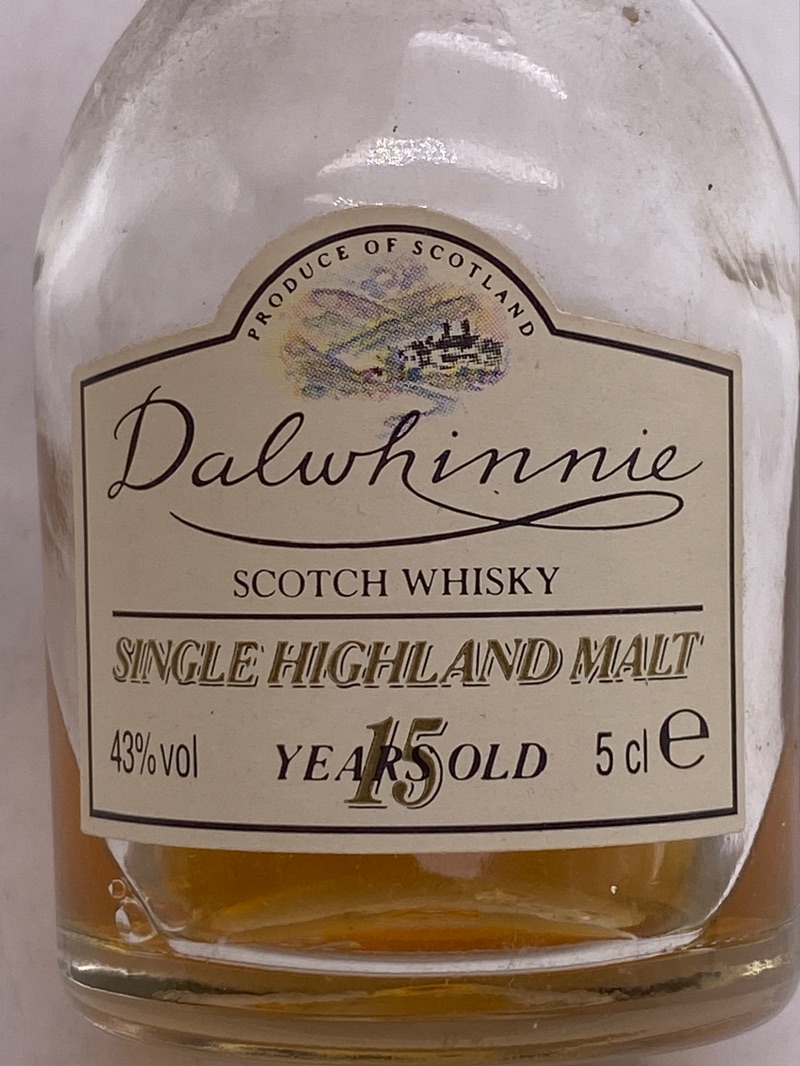 PRODUCE OF SCOTLAND
Dalwhinnie
SCOTCH WHISKY
SINGLE HIGHLAND MALT
43% vol YEARS 15 OLD 5 cl e